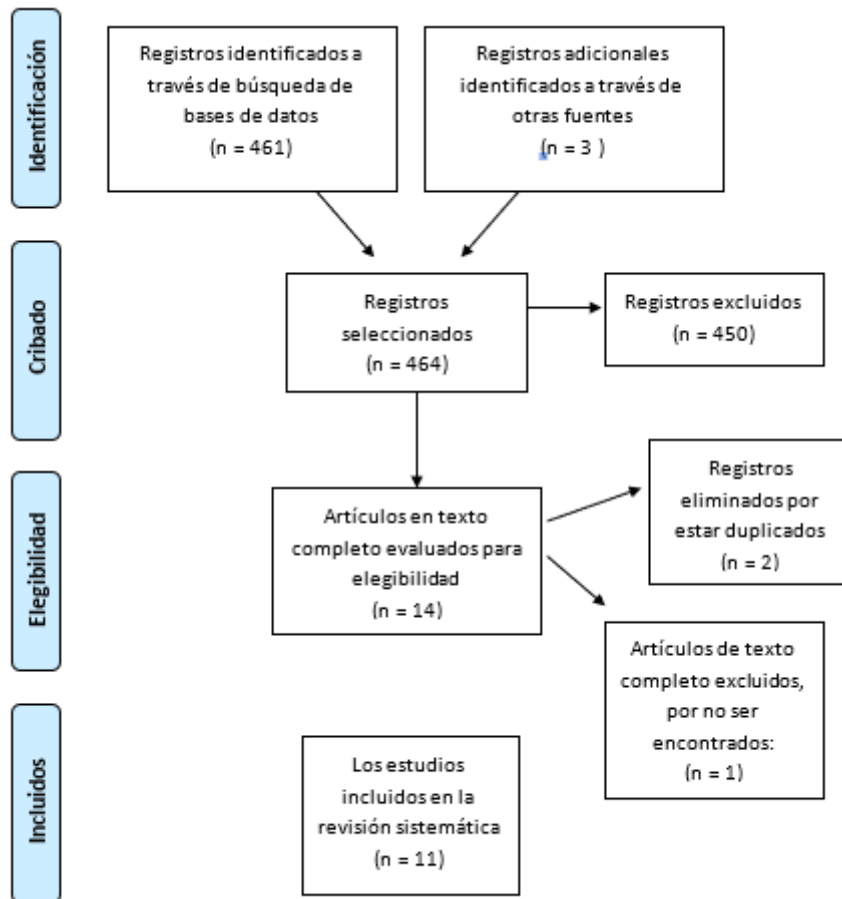 Identificación
Registros identificados a
través de búsqueda de
bases de datos
(n = 461)
Registros adicionales
identificados a través de
otras fuentes
(n = 3 )
Cribado
Registros
seleccionados
(n = 464)
Registros excluidos
(n = 450)
Elegibilidad
Artículos en texto
completo evaluados para
elegibilidad
(n = 14)
Registros
eliminados por
estar duplicados
(n = 2)
Artículos de texto
completo excluidos,
por no ser
encontrados:
(n = 1)
Incluidos
Los estudios
incluidos en la
revisión sistemática
(n = 11)